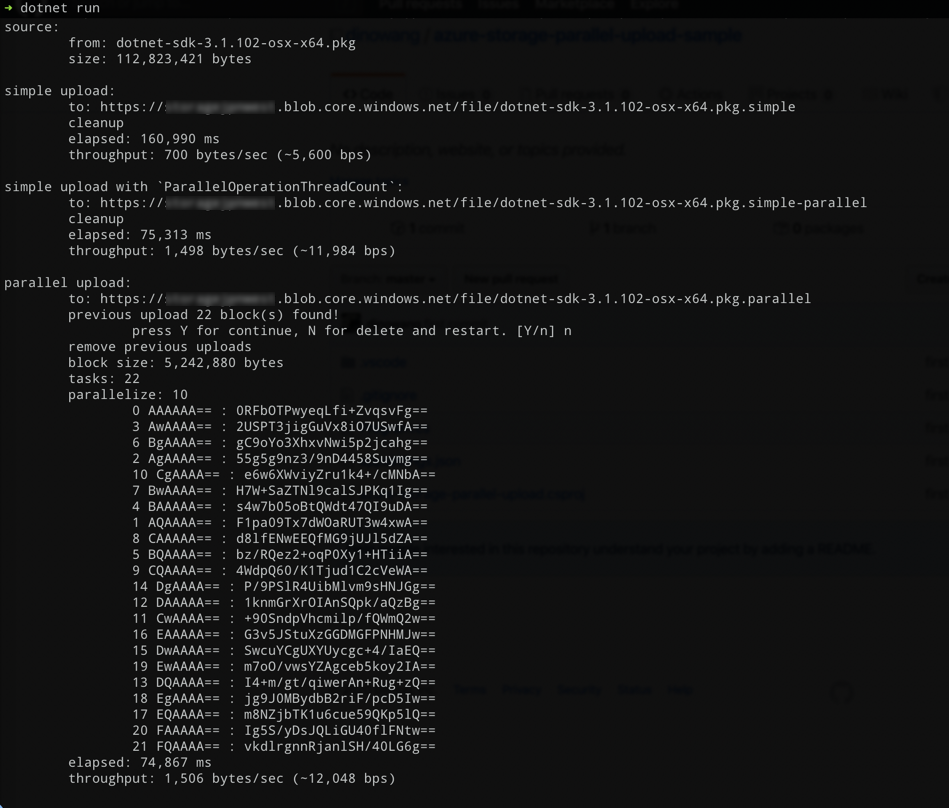 ➜ dotnet run
source:
from: dotnet-sdk-3.1.102-osx-x64.pkg
size: 112,823,421 bytes
simple upload:
to: https:// .blob.core.windows.net/file/dotnet-sdk-3.1.102-osx-x64.pkg.simple
cleanup
elapsed: 160,990 ms
throughput: 700 bytes/sec (~5,600 bps)
simple upload with `ParallelOperationThreadCount`:
to: https:// .blob.core.windows.net/file/dotnet-sdk-3.1.102-osx-x64.pkg.simple-parallel
cleanup
elapsed: 75,313 ms
throughput: 1,498 bytes/sec (~11,984 bps)
parallel upload:
to: https:// .blob.core.windows.net/file/dotnet-sdk-3.1.102-osx-x64.pkg.parallel
previous upload 22 block(s) found!
press Y for continue, N for delete and restart. [Y/n] n
remove previous uploads
block size: 5,242,880 bytes
tasks: 22
parallelize: 10
0 AAAAAA== : ORFbOTPwyeqLfi+ZvqsvFg==
3 AwAAAA== : 2USPT3jigGuVx8iO7USwfA==
6 BgAAAA== : gC9oYo3XhxvNwi5p2jcahg==
2 AgAAAA== : 55g5g9nz3/9nD4458Suymg==
10 CgAAAA== : e6w6XWviyZru1k4+/cMNbA==
7 BwAAAA== : H7W+SaZTNl9calSJPKq1Ig==
4 BAAAAA== : s4w7b05oBtQWdt47QI9uDA==
1 AQAAAA== : F1pa09Tx7dWOaRUT3w4xwA==
8 CAAAAA== : d8lfENwEEQfMG9jUJl5dZA==
5 BQAAAA== : bz/RQez2+oqP0Xy1+HTiiA==
9 CQAAAA== : 4WdpQ60/K1Tjud1C2cVeWA==
14 DgAAAA== : P/9PSlR4UibMlvm9sHNJGg==
12 DAAAAA== : 1knmGrXrOIAnSQpk/aQzBg==
11 CwAAAA== : +90SndpVhcmilp/fQWmQ2w==
16 EAAAAA== : G3v5JStuXzGGDMGFPNHMJw==
15 DwAAAA== : SwcuYCgUXYUycgc+4/IaEQ==
19 EwAAAA== : m7oO/vwsYZAgceb5koy2IA==
13 DQAAAA== : I4+m/gt/qiwerAn+Rug+zQ==
18 EgAAAA== : jg9J0MBydbB2riF/pcD5Iw==
17 EQAAAA== : m8NZjbTK1u6cue59QKp5lQ==
20 FAAAAA== : Ig5S/yDsJQLiGU40flFNtw==
21 FQAAAA== : vkdlrgnnRjanlSH/40LG6g==
elapsed: 74,867 ms
throughput: 1,506 bytes/sec (~12,048 bps)